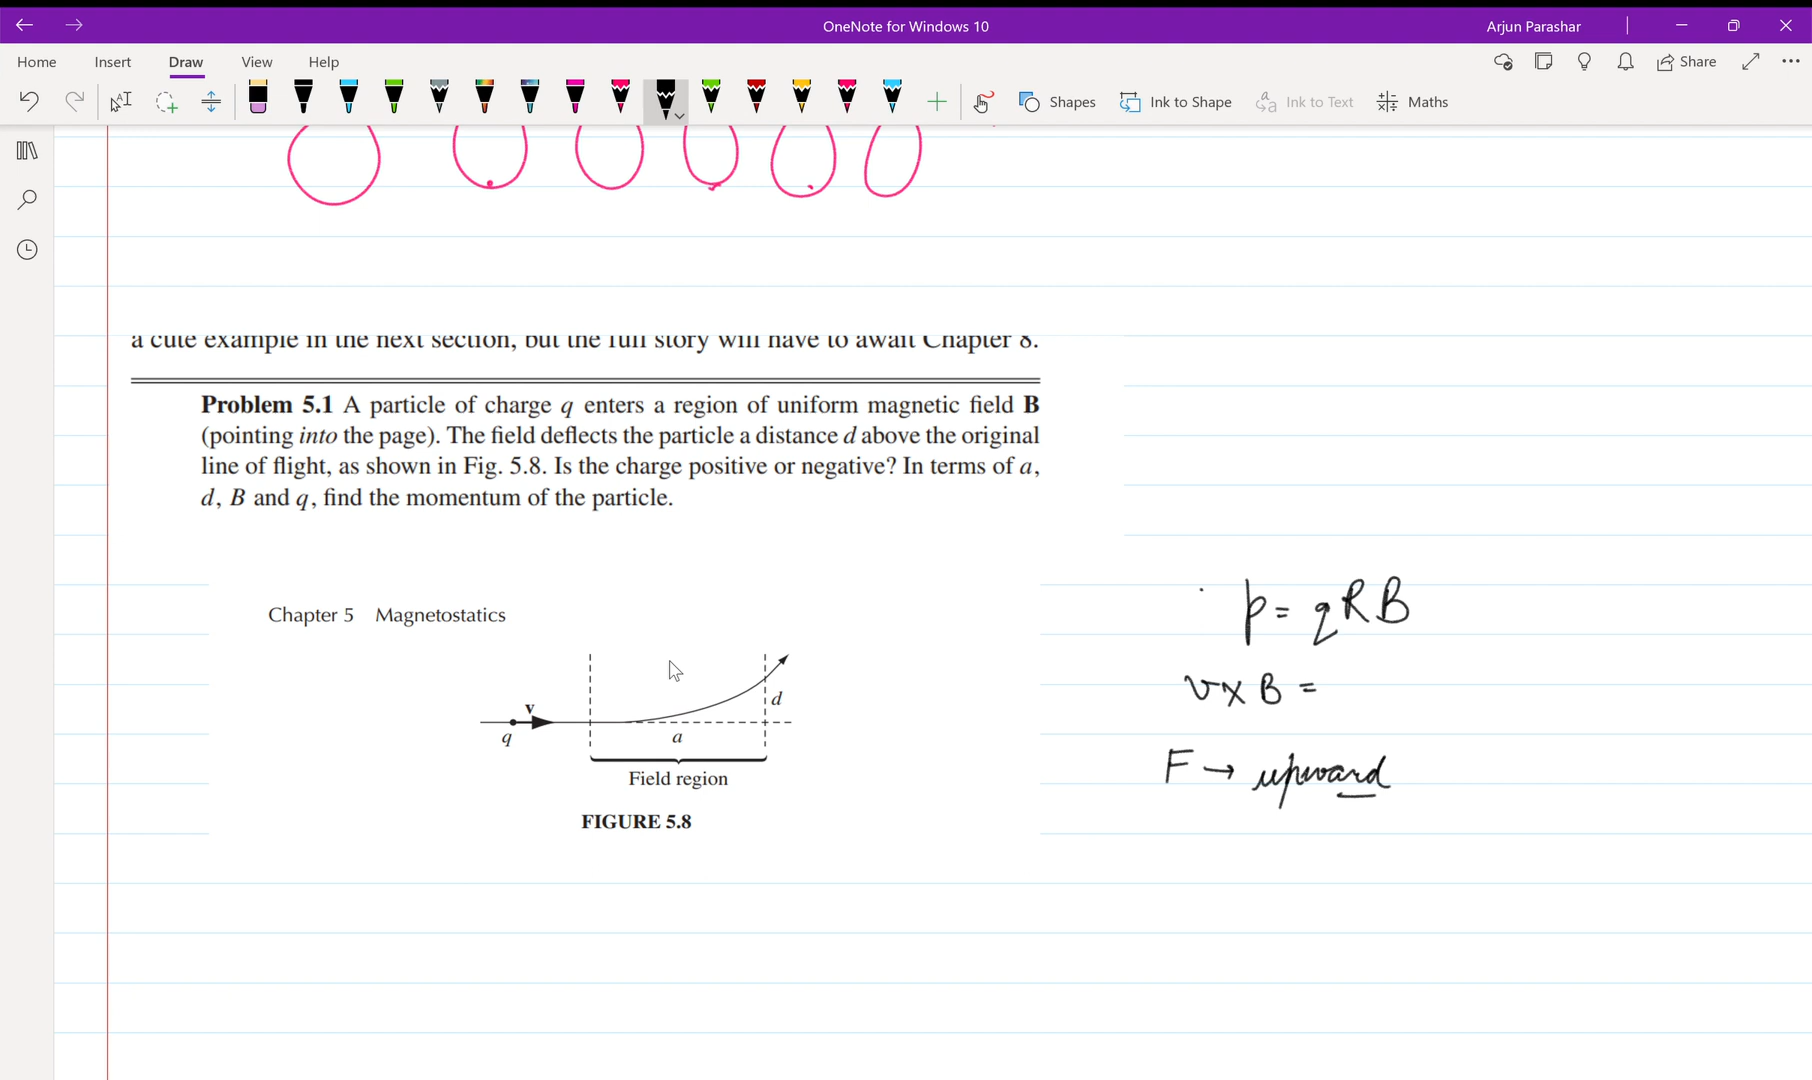 OneNote for Windows 10
Arjun Parashar
Home Insert Draw View Help
Share
Shapes Ink to Shape Ink to Text Maths
a cute example in the next section, but the full story will have to await Chapter 8.
Problem 5.1 A particle of charge q enters a region of uniform magnetic field B
(pointing into the page). The field deflects the particle a distance d above the original
line of flight, as shown in Fig. 5.8. Is the charge positive or negative? In terms of a,
d, B and q, find the momentum of the particle.
Chapter 5 Magnetostatics
p = qRB
v × B =
v
d
q
a
F → upward
Field region
FIGURE 5.8